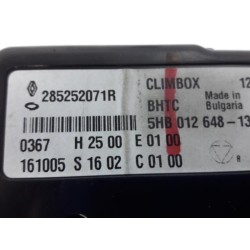 CLIMBOX 12
285252071R
BHTC Made in Bulgaria
5HB 012 648-13
0367 H 25 00 E 01 00
161005 S 16 02 C 01 00